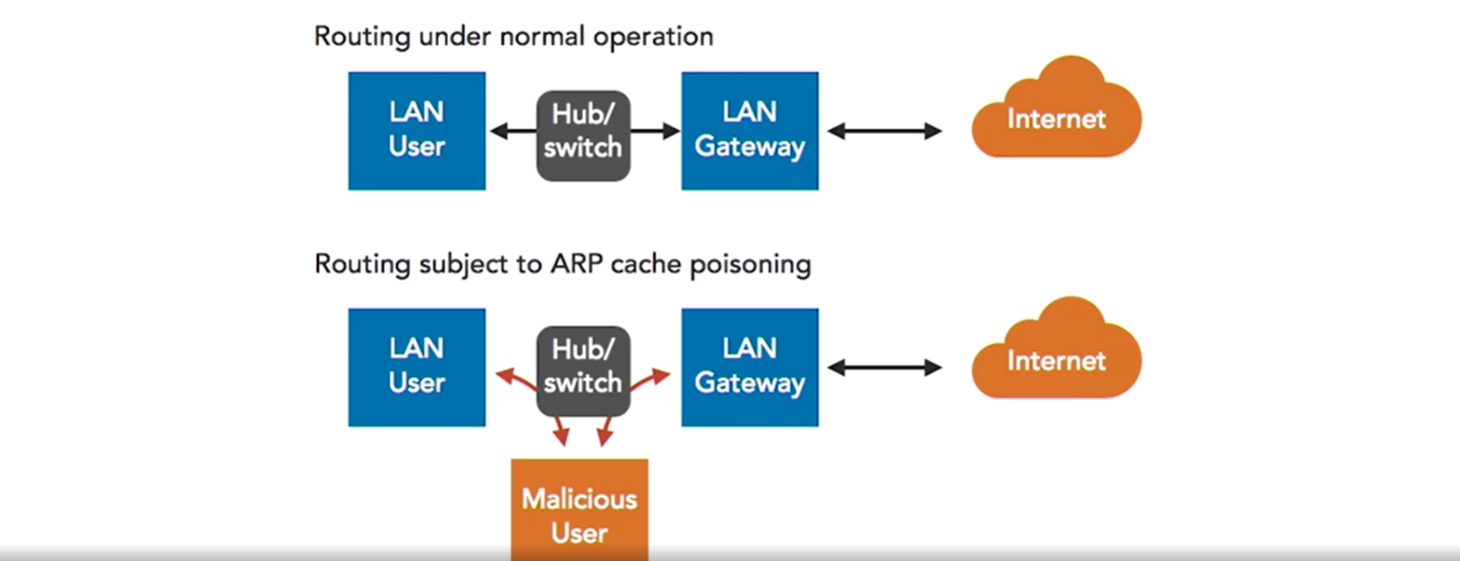 Routing under normal operation
LAN
User
Hub/
switch
LAN
Gateway
Internet
Routing subject to ARP cache poisoning
LAN
User
Hub/
switch
LAN
Gateway
Internet
Malicious
User